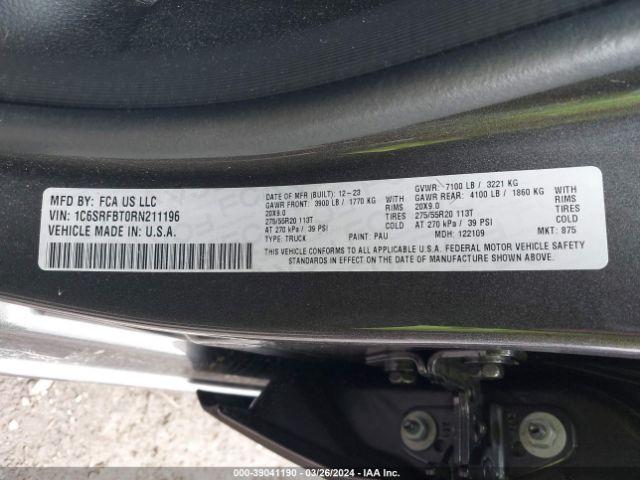 MFD BY: FCA US LLC
VIN: 1C6SRFBT0RN211196
VEHICLE MADE IN: U.S.A.
DATE OF MFR (BUILT): 12-23
GAWR FRONT: 3900 LB / 1770 KG WITH
20X9.0 RIMS
275/55R20 113T TIRES
AT 270 kPa / 39 PSI COLD
TYPE: TRUCK PAINT: PAU
GVWR: 7100 LB / 3221 KG
GAWR REAR: 4100 LB / 1860 KG WITH
20X9.0 RIMS
275/55R20 113T TIRES
AT 270 kPa / 39 PSI COLD
MDH: 122109 MKT: 875
THIS VEHICLE CONFORMS TO ALL APPLICABLE U.S.A. FEDERAL MOTOR VEHICLE SAFETY
STANDARDS IN EFFECT ON THE DATE OF MANUFACTURE SHOWN ABOVE.
000-39041190 - 03/26/2024 - IAA Inc.